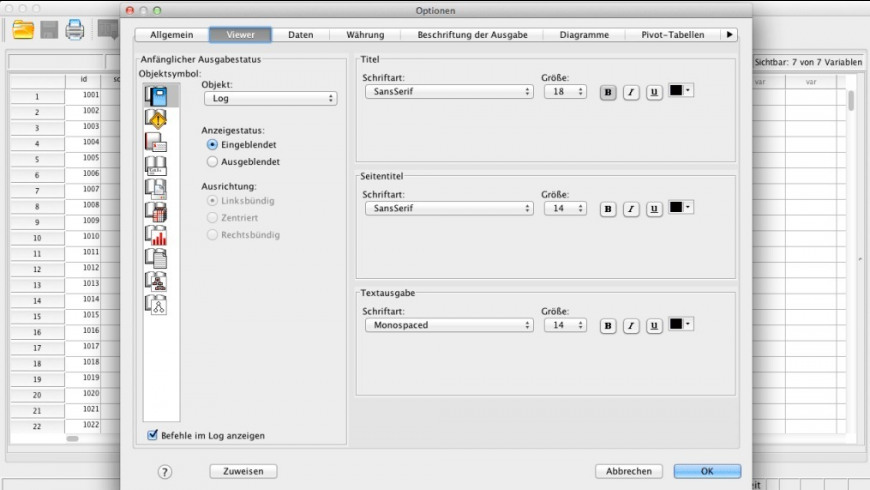 Optionen
Allgemein Viewer Daten Währung Beschriftung der Ausgabe Diagramme Pivot-Tabellen
Sichtbar: 7 von 7 Variablen
Anfänglicher Ausgabestatus
Objektsymbol:
Objekt:
Log
Anzeigestatus:
Eingeblendet
Ausgeblendet
Ausrichtung:
Linksbündig
Zentriert
Rechtsbündig
Befehle im Log anzeigen
Titel
Schriftart: Größe:
SansSerif 18 B I U
Seitentitel
Schriftart: Größe:
SansSerif 14 B I U
Textausgabe
Schriftart: Größe:
Monospaced 14 B I U
? Zuweisen Abbrechen OK
id
var var
1 1001
2 1002
3 1003
4 1004
5 1005
6 1006
7 1007
8 1008
9 1009
10 1010
11 1011
12 1012
13 1013
14 1014
15 1015
16 1016
17 1017
18 1018
19 1019
20 1020
21 1021
22 1022